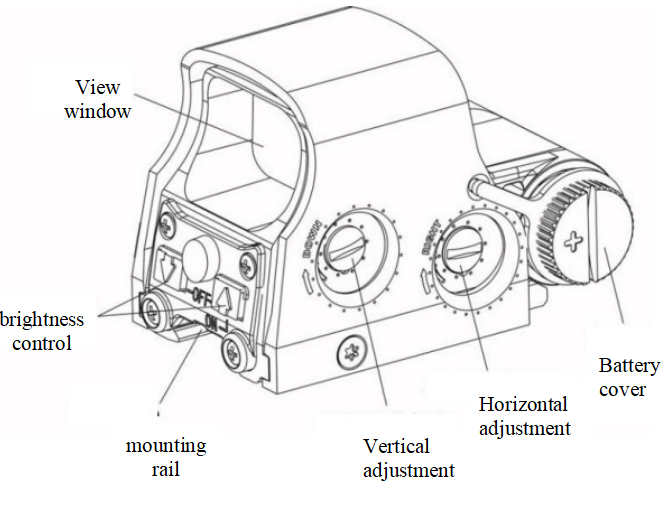 View
window
DOWN
RIGHT
+
OFF
ON
brightness
control
Battery
cover
Horizontal
adjustment
mounting
rail
Vertical
adjustment